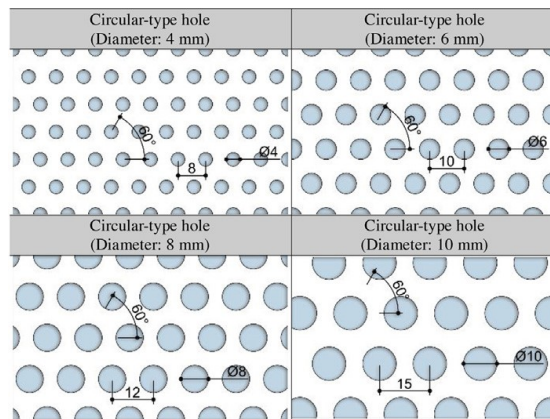 Circular-type hole
(Diameter: 4 mm)
Circular-type hole
(Diameter: 6 mm)
60°
Ø4
8
60°
Ø6
10
Circular-type hole
(Diameter: 8 mm)
Circular-type hole
(Diameter: 10 mm)
60°
Ø8
12
60°
Ø10
15